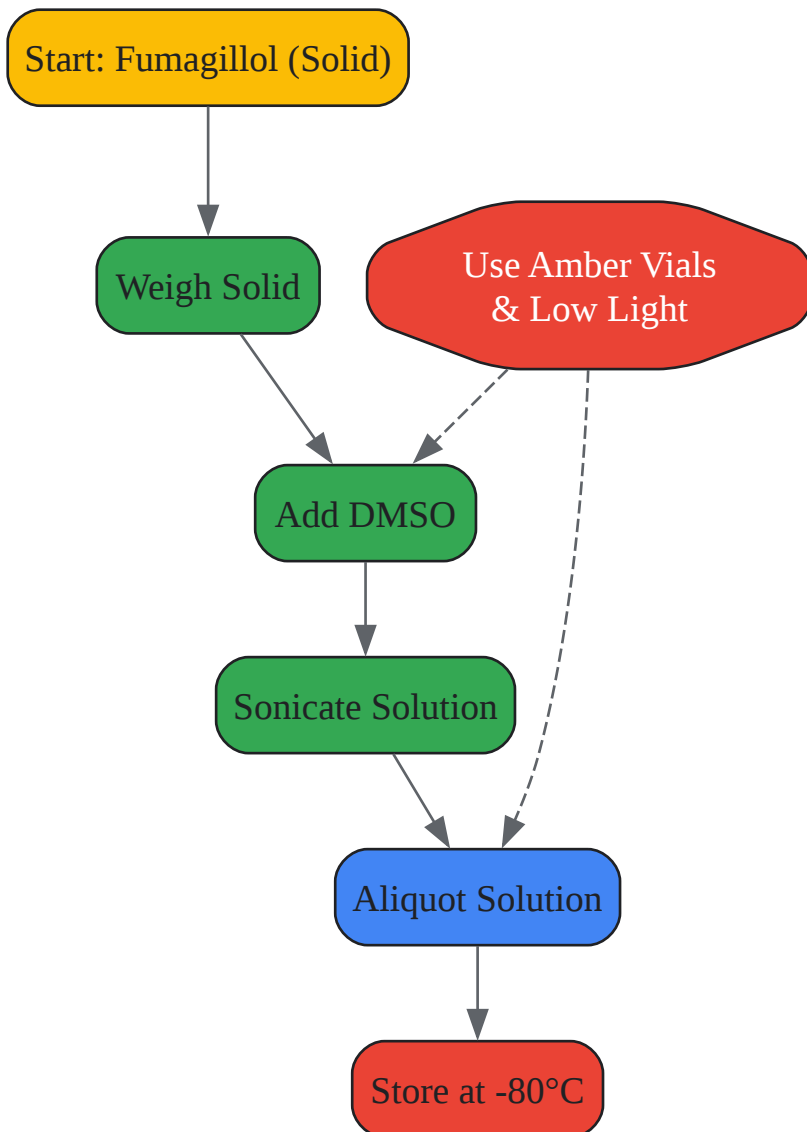 Start: Fumagillol (Solid)
Weigh Solid
Use Amber Vials
& Low Light
Add DMSO
Sonicate Solution
Aliquot Solution
Store at -80°C